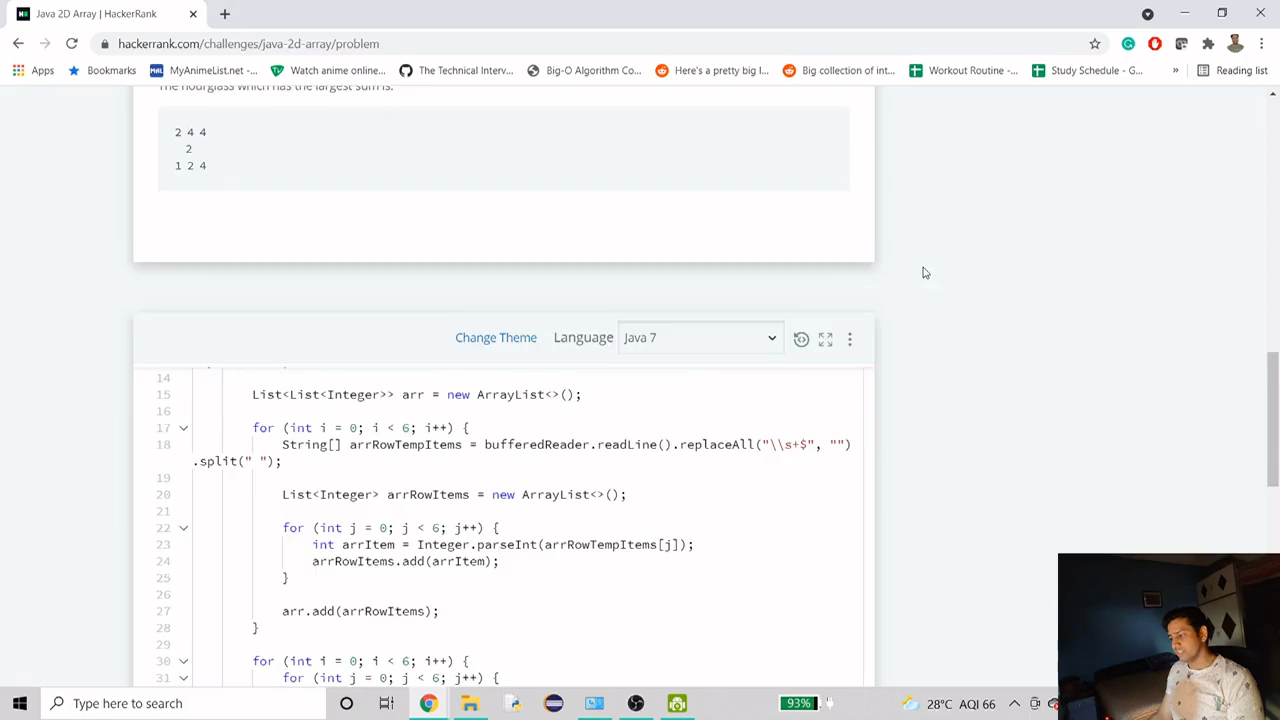 Java 2D Array | HackerRank
hackerrank.com/challenges/java-2d-array/problem
Apps Bookmarks MyAnimeList.net -... Watch anime online... The Technical Interv... Big-O Algorithm Co... Here's a pretty big l... Big collection of int... Workout Routine -... Study Schedule - G... » Reading list
The hourglass which has the largest sum is:
2 4 4
2
1 2 4
Change Theme Language Java 7
14
15 List<List<Integer>> arr = new ArrayList<>();
16
17 for (int i = 0; i < 6; i++) {
18 String[] arrRowTempItems = bufferedReader.readLine().replaceAll("\\s+$", "")
.split(" ");
19
20 List<Integer> arrRowItems = new ArrayList<>();
21
22 for (int j = 0; j < 6; j++) {
23 int arrItem = Integer.parseInt(arrRowTempItems[j]);
24 arrRowItems.add(arrItem);
25 }
26
27 arr.add(arrRowItems);
28 }
29
30 for (int i = 0; i < 6; i++) {
31 for (int j = 0; j < 6; j++) {
Type here to search
93%
28°C AQI 66